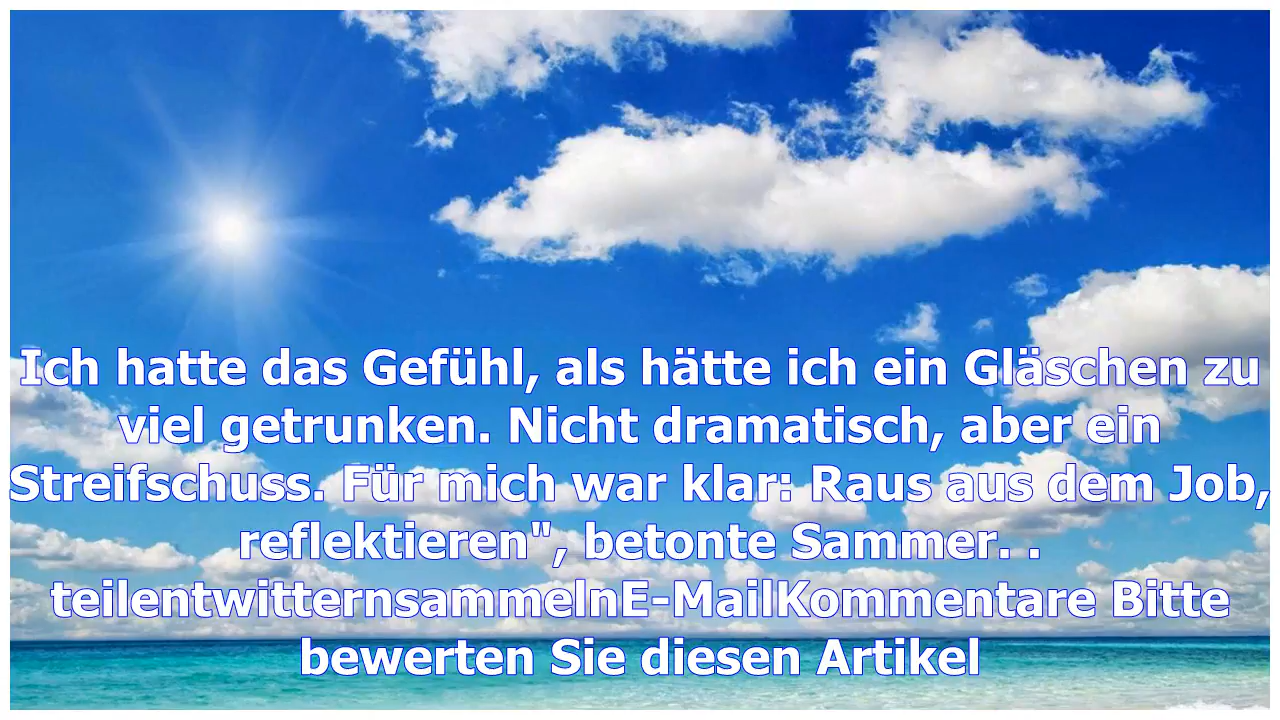 Ich hatte das Gefühl, als hätte ich ein Gläschen zu
viel getrunken. Nicht dramatisch, aber ein
Streifschuss. Für mich war klar: Raus aus dem Job,
reflektieren", betonte Sammer. .
teilentwitternsammelnE-MailKommentare Bitte
bewerten Sie diesen Artikel